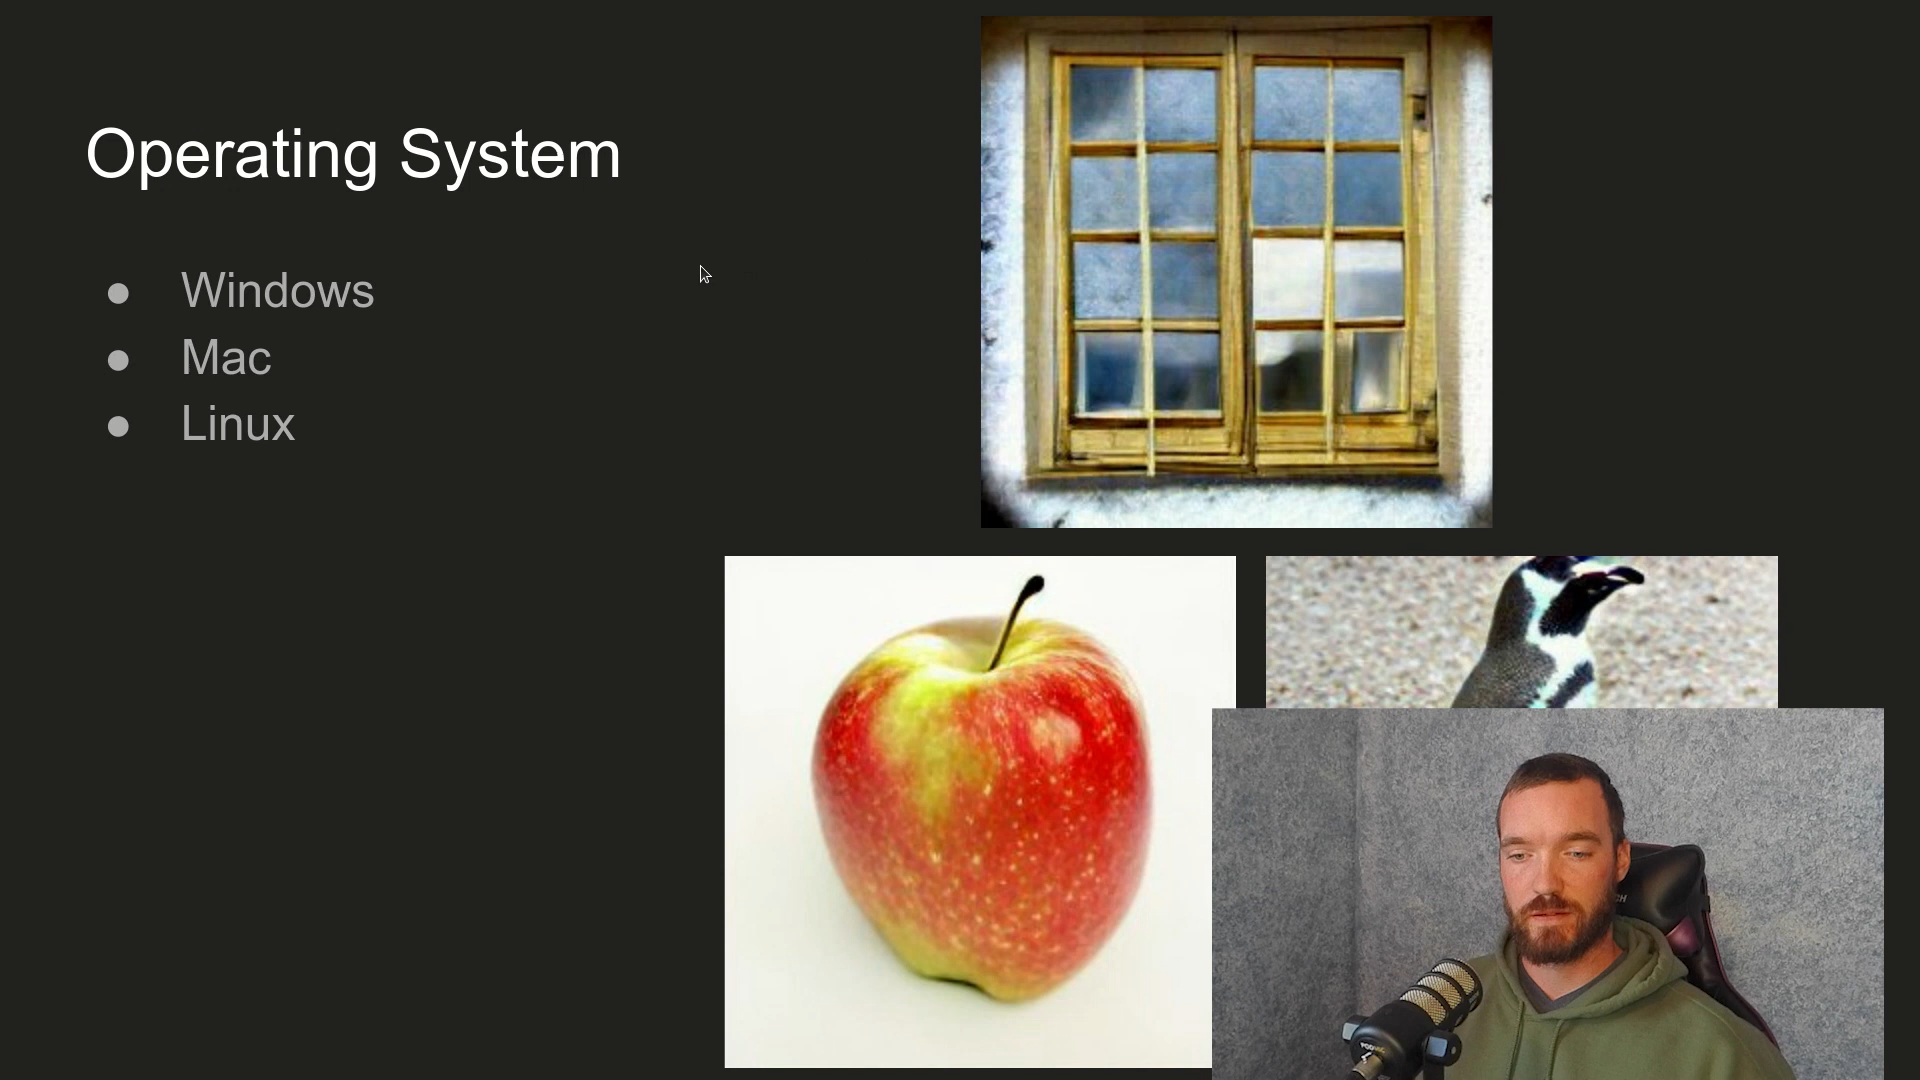 Operating System
● Windows
● Mac
● Linux